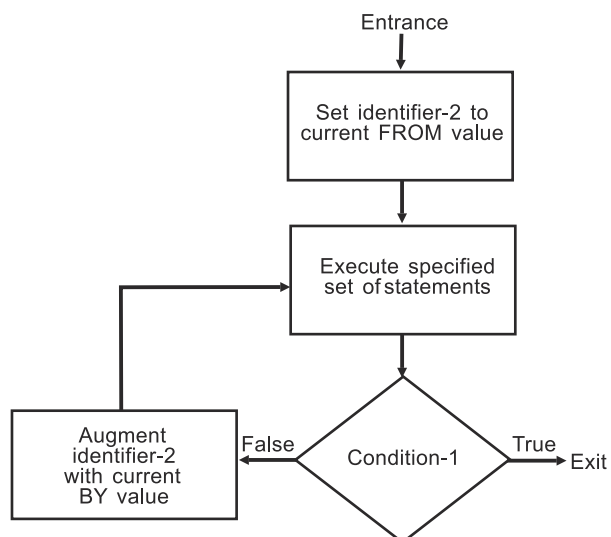 Entrance
Set identifier-2 to
current FROM value
Execute specified
set of statements
Condition-1
True
Exit
False
Augment
identifier-2
with current
BY value